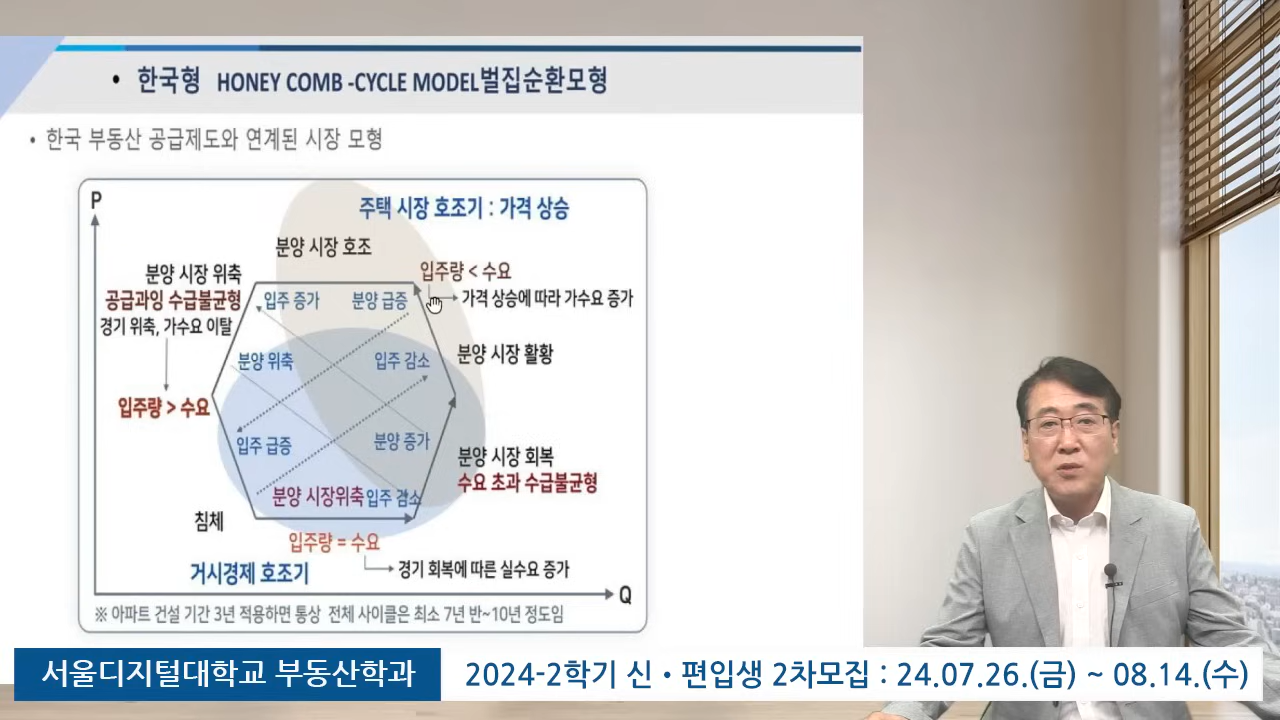 • 한국형 HONEY COMB -CYCLE MODEL벌집순환모형
• 한국 부동산 공급제도와 연계된 시장 모형
P
주택 시장 호조기 : 가격 상승
분양 시장 호조
분양 시장 위축
입주량 < 수요
공급과잉 수급불균형
입주 증가
분양 급증
가격 상승에 따라 가수요 증가
경기 위축, 가수요 이탈
분양 위축
입주 감소
분양 시장 활황
입주량 > 수요
입주 급증
분양 증가
분양 시장 회복
수요 초과 수급불균형
분양 시장위축
입주 감소
침체
입주량 = 수요
거시경제 호조기
경기 회복에 따른 실수요 증가
Q
※ 아파트 건설 기간 3년 적용하면 통상 전체 사이클은 최소 7년 반~10년 정도임
서울디지털대학교 부동산학과
2024-2학기 신・편입생 2차모집 : 24.07.26.(금) ~ 08.14.(수)